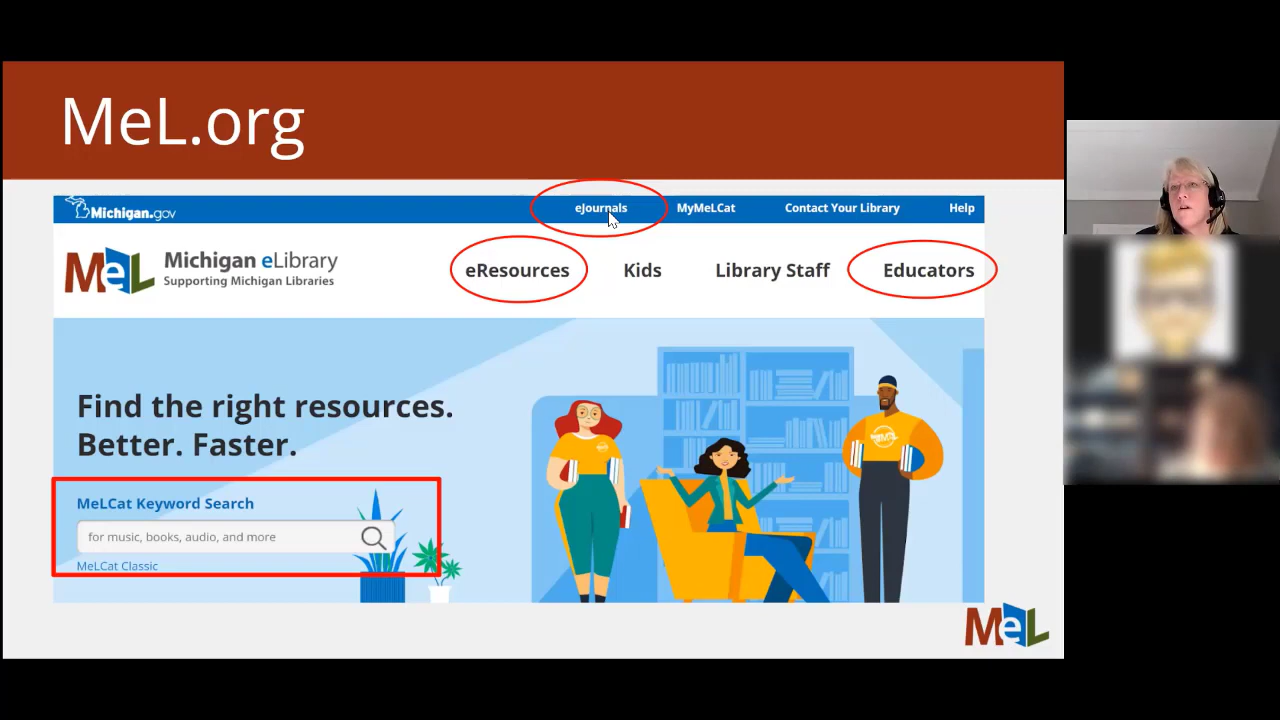 MeL.org
Michigan.gov
eJournals MyMeLCat Contact Your Library Help
MeL Michigan eLibrary
Supporting Michigan Libraries
eResources Kids Library Staff Educators
Find the right resources.
Better. Faster.
MeLCat Keyword Search
for music, books, audio, and more
MeLCat Classic
MeL